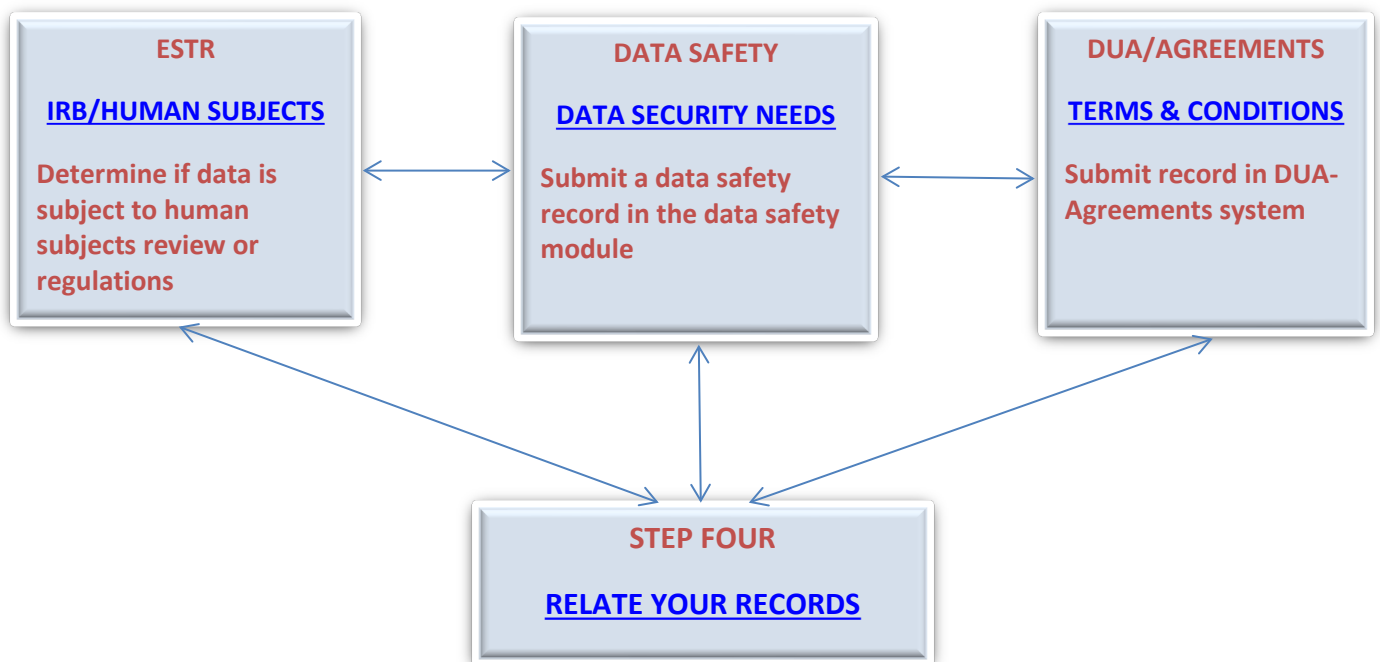 ESTR
IRB/HUMAN SUBJECTS
Determine if data is
subject to human
subjects review or
regulations
DATA SAFETY
DATA SECURITY NEEDS
Submit a data safety
record in the data safety
module
DUA/AGREEMENTS
TERMS & CONDITIONS
Submit record in DUA-
Agreements system
STEP FOUR
RELATE YOUR RECORDS